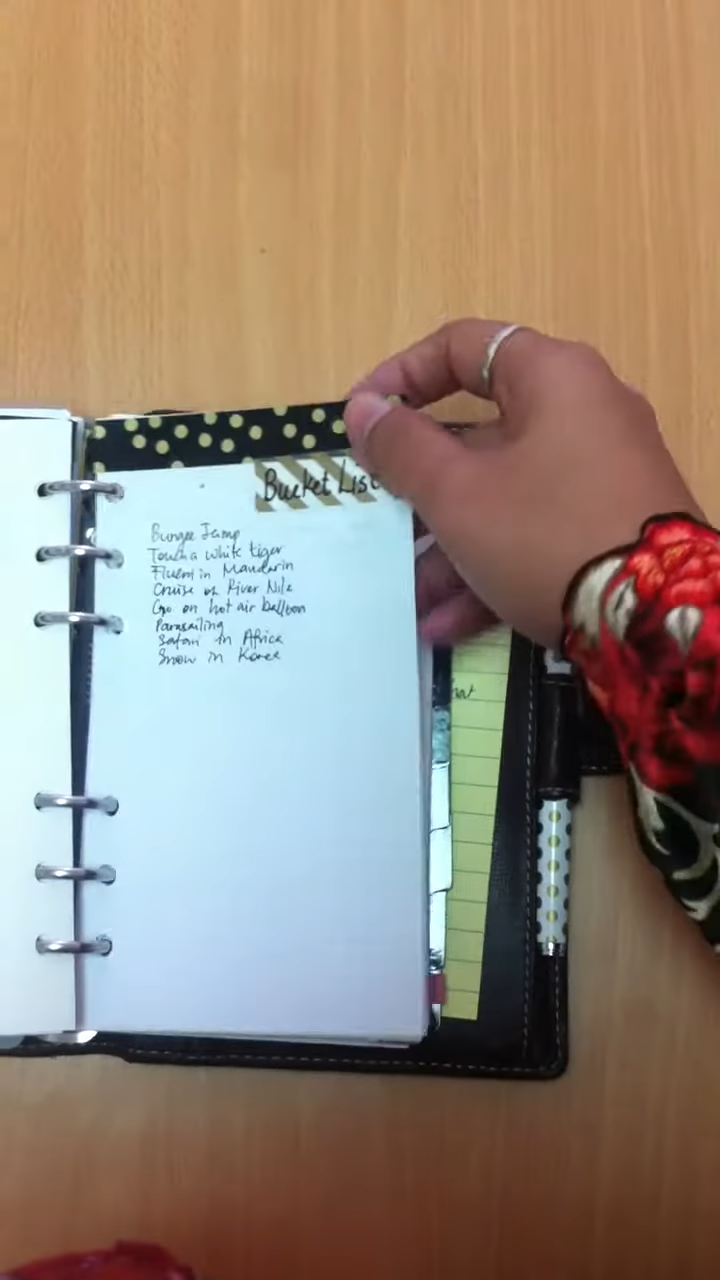 Bucket List
Bungee Jump
Touch a white tiger
Fluent in Mandarin
Cruise on River Nile
Go on hot air balloon
Parasailing
Safari in Africa
Snow in Korea